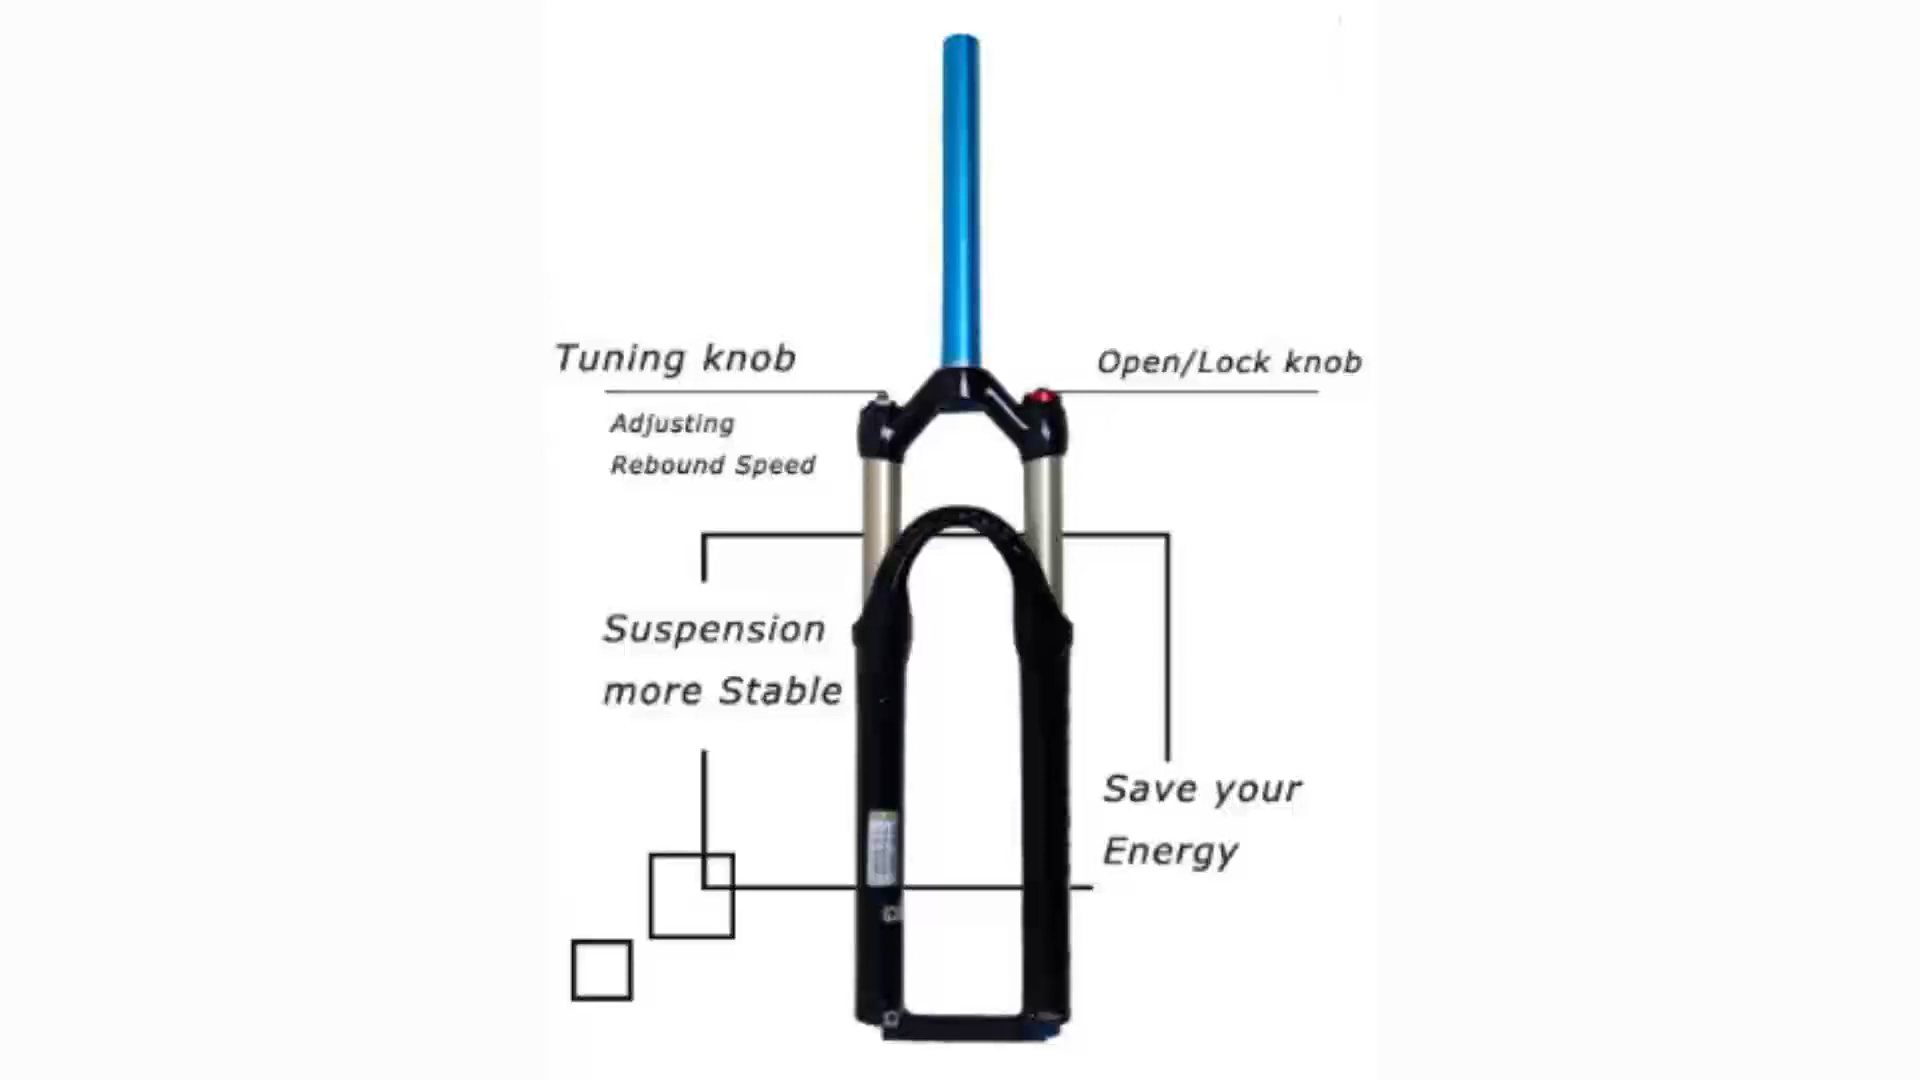 Tuning knob
Open/Lock knob
Adjusting
Rebound Speed
Suspension
more Stable
Save your
Energy